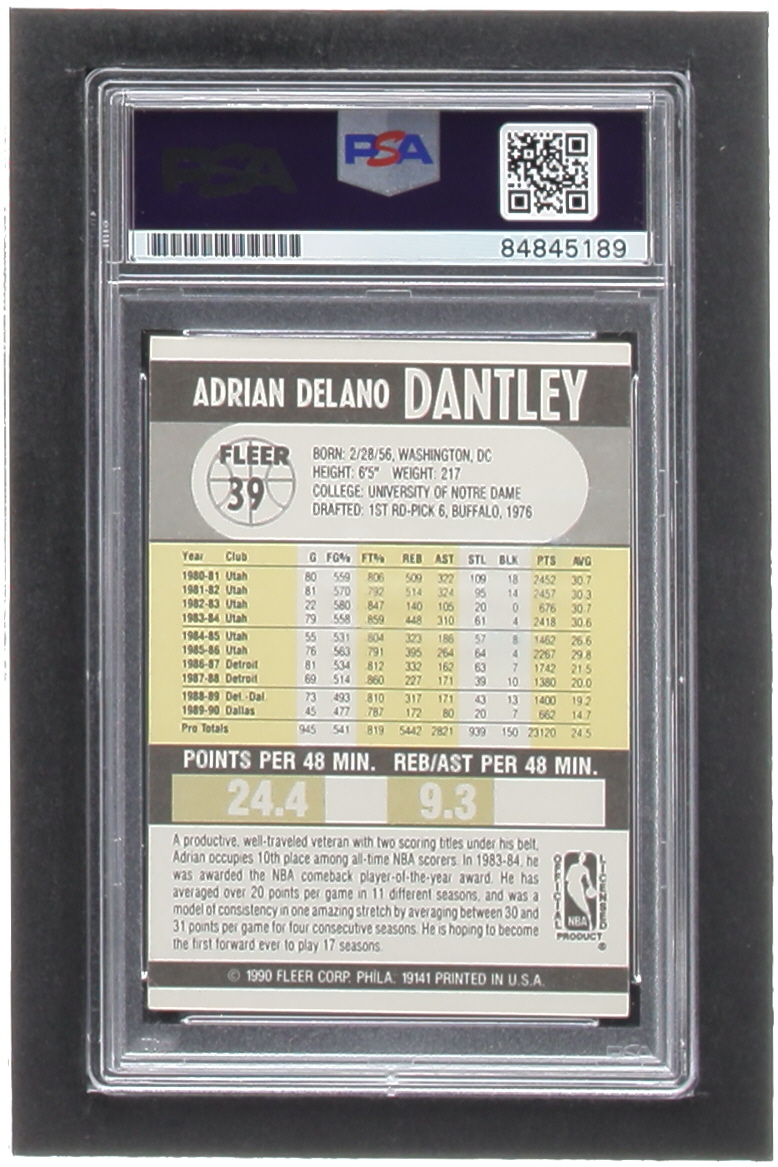 PSA
PSA
84845189
ADRIAN DELANO DANTLEY
FLEER
39
BORN: 2/28/56, WASHINGTON, DC
HEIGHT: 6'5" WEIGHT: 217
COLLEGE: UNIVERSITY OF NOTRE DAME
DRAFTED: 1ST RD-PICK 6, BUFFALO, 1976
Year Club G FG% FT% REB AST STL BLK PTS AVG
1980-81 Utah 80 559 806 509 322 109 18 2452 30.7
1981-82 Utah 81 570 792 514 324 95 14 2457 30.3
1982-83 Utah 22 580 847 140 105 20 0 676 30.7
1983-84 Utah 79 558 859 448 310 61 4 2418 30.6
1984-85 Utah 55 531 804 323 186 57 8 1462 26.6
1985-86 Utah 76 563 791 395 264 64 4 2267 29.8
1986-87 Detroit 81 534 812 332 162 63 7 1742 21.5
1987-88 Detroit 69 514 860 227 171 39 10 1380 20.0
1988-89 Det.-Dal. 73 493 810 317 171 43 13 1400 19.2
1989-90 Dallas 45 477 787 172 80 20 7 662 14.7
Pro Totals 945 541 819 5442 2821 939 150 23120 24.5
POINTS PER 48 MIN. REB/AST PER 48 MIN.
24.4 9.3
A productive, well-traveled veteran with two scoring titles under his belt,
Adrian occupies 10th place among all-time NBA scorers. In 1983-84, he
was awarded the NBA comeback player-of-the-year award. He has
averaged over 20 points per game in 11 different seasons, and was a
model of consistency in one amazing stretch by averaging between 30 and
31 points per game for four consecutive seasons. He is hoping to become
the first forward ever to play 17 seasons.
OFFICIAL
LICENSED
NBA
PRODUCT
®
© 1990 FLEER CORP. PHILA. 19141 PRINTED IN U.S.A.
PSA